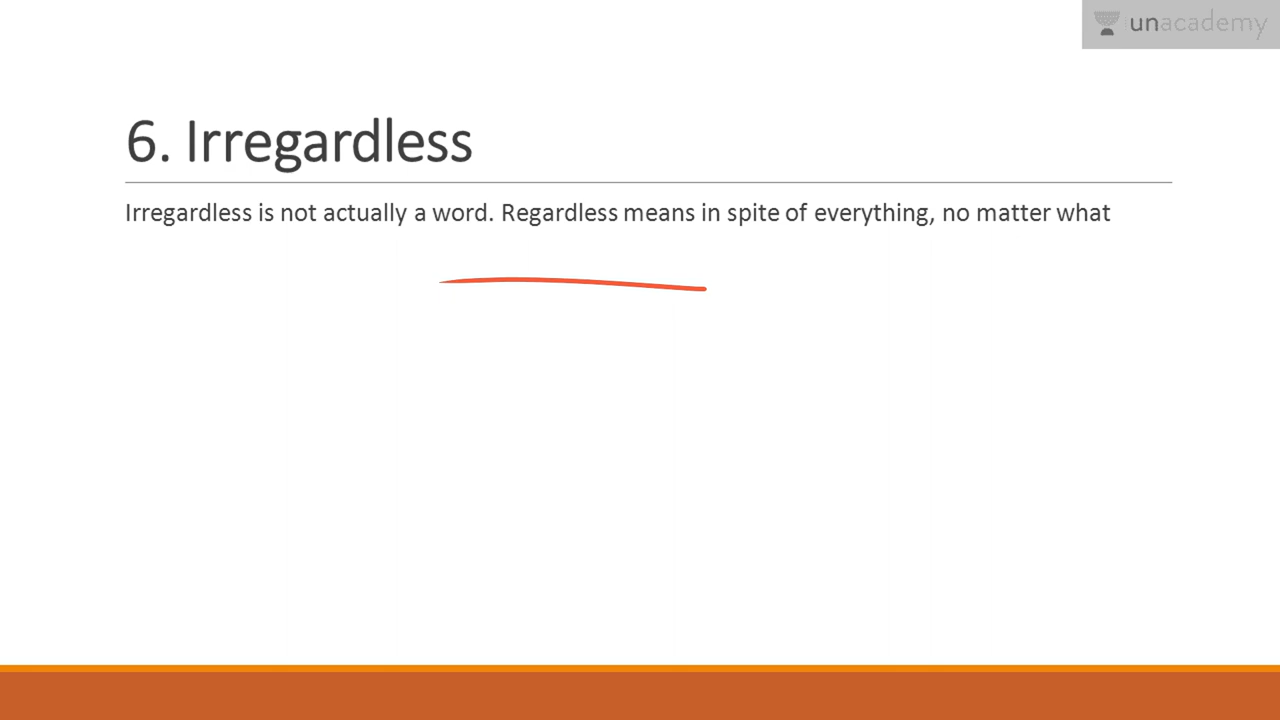 unacademy
6. Irregardless
Irregardless is not actually a word. Regardless means in spite of everything, no matter what